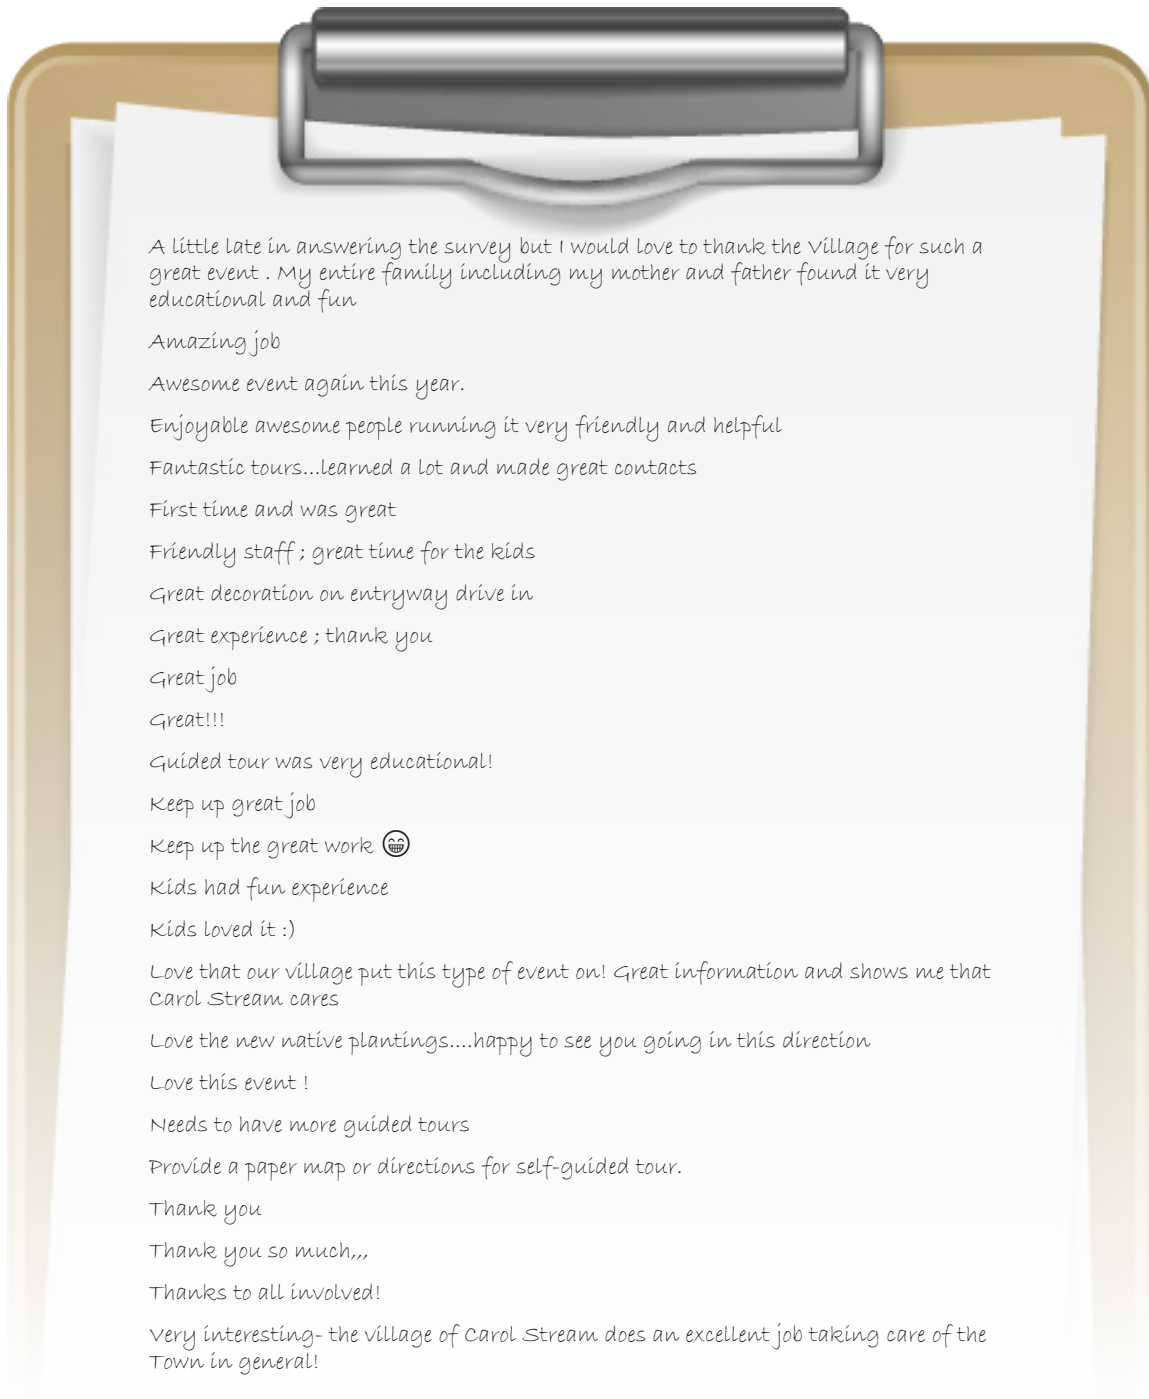 A little late in answering the survey but I would love to thank the Village for such a
great event . My entire family including my mother and father found it very
educational and fun
Amazing job
Awesome event again this year.
Enjoyable awesome people running it very friendly and helpful
Fantastic tours...learned a lot and made great contacts
First time and was great
Friendly staff ; great time for the kids
Great decoration on entryway drive in
Great experience ; thank you
Great job
Great!!!
Guided tour was very educational!
Keep up great job
Keep up the great work 😁
Kids had fun experience
Kids loved it :)
Love that our village put this type of event on! Great information and shows me that
Carol Stream cares
Love the new native plantings....happy to see you going in this direction
Love this event !
Needs to have more guided tours
Provide a paper map or directions for self-guided tour.
Thank you
Thank you so much,,,
Thanks to all involved!
Very interesting- the village of Carol Stream does an excellent job taking care of the
Town in general!